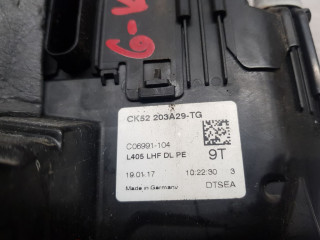 G-K
CK52 203A29-TG
C06991-104
L405 LHF DL PE
9T
19.01.17 10:22:30 3
Made in Germany DTSEA